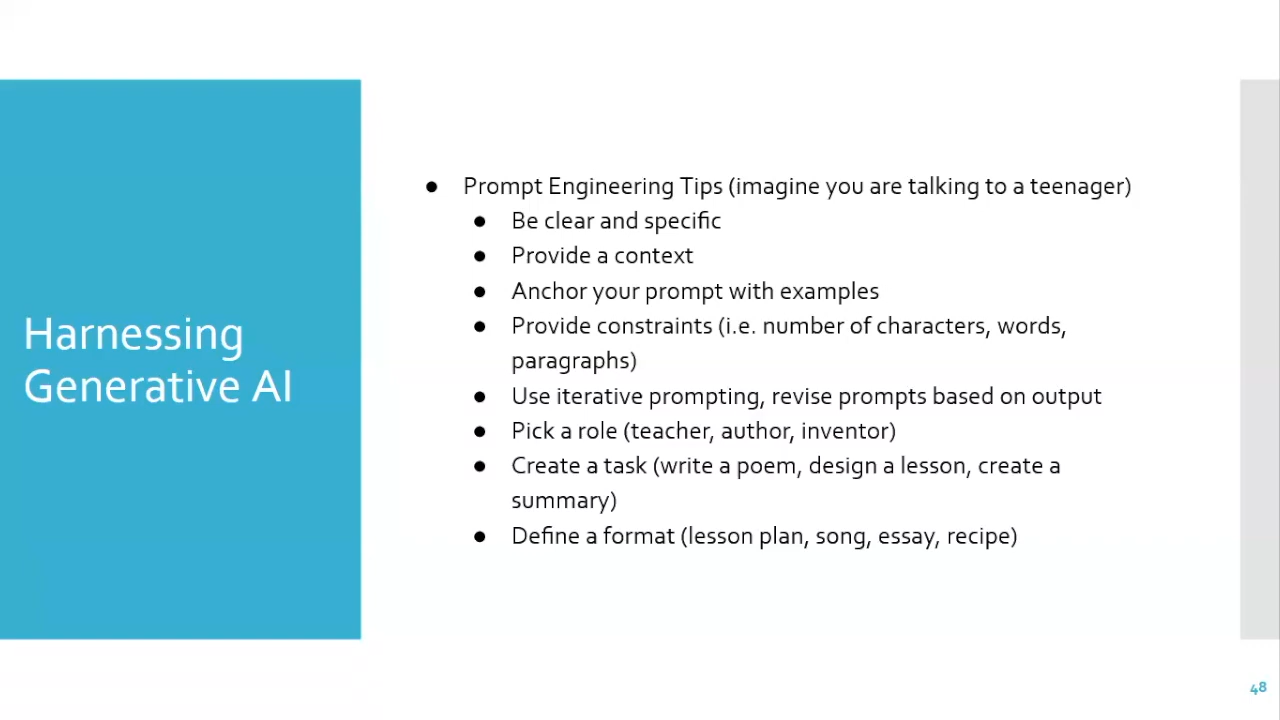 Harnessing
Generative AI
● Prompt Engineering Tips (imagine you are talking to a teenager)
● Be clear and specific
● Provide a context
● Anchor your prompt with examples
● Provide constraints (i.e. number of characters, words,
paragraphs)
● Use iterative prompting, revise prompts based on output
● Pick a role (teacher, author, inventor)
● Create a task (write a poem, design a lesson, create a
summary)
● Define a format (lesson plan, song, essay, recipe)
48